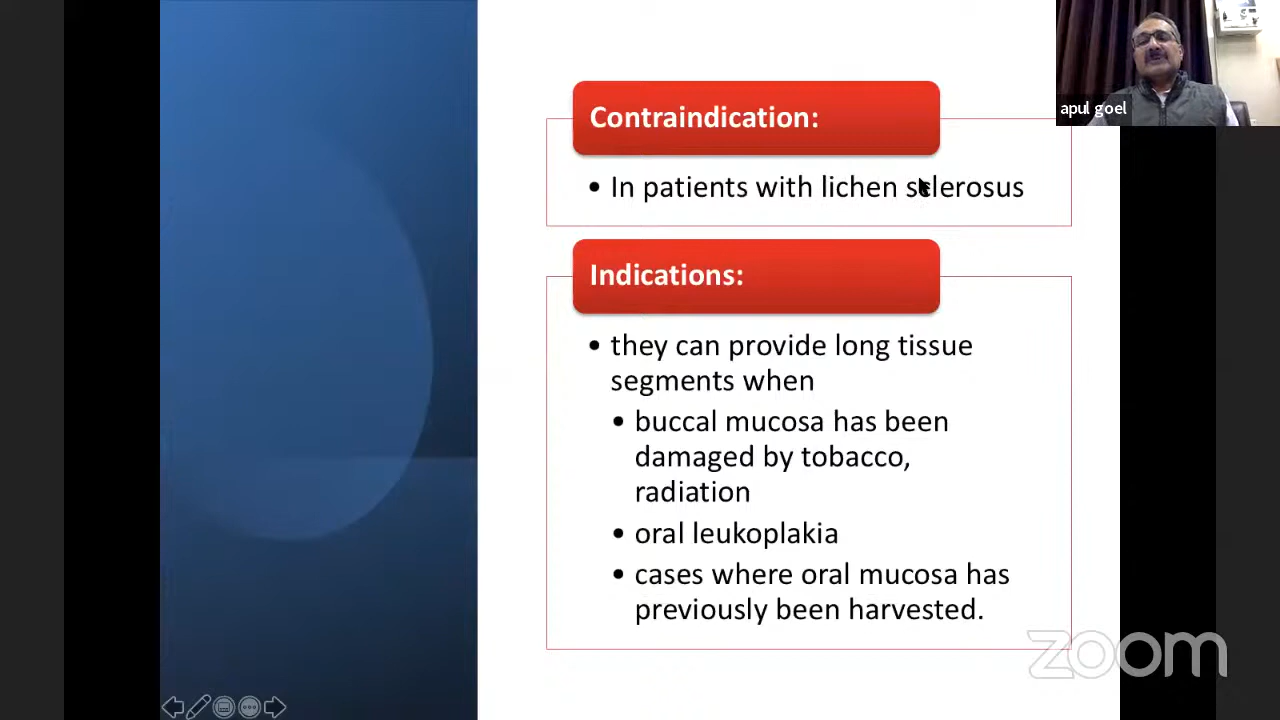 apul goel
Contraindication:
• In patients with lichen sclerosus
Indications:
• they can provide long tissue
segments when
• buccal mucosa has been
damaged by tobacco,
radiation
• oral leukoplakia
• cases where oral mucosa has
previously been harvested.
zoom